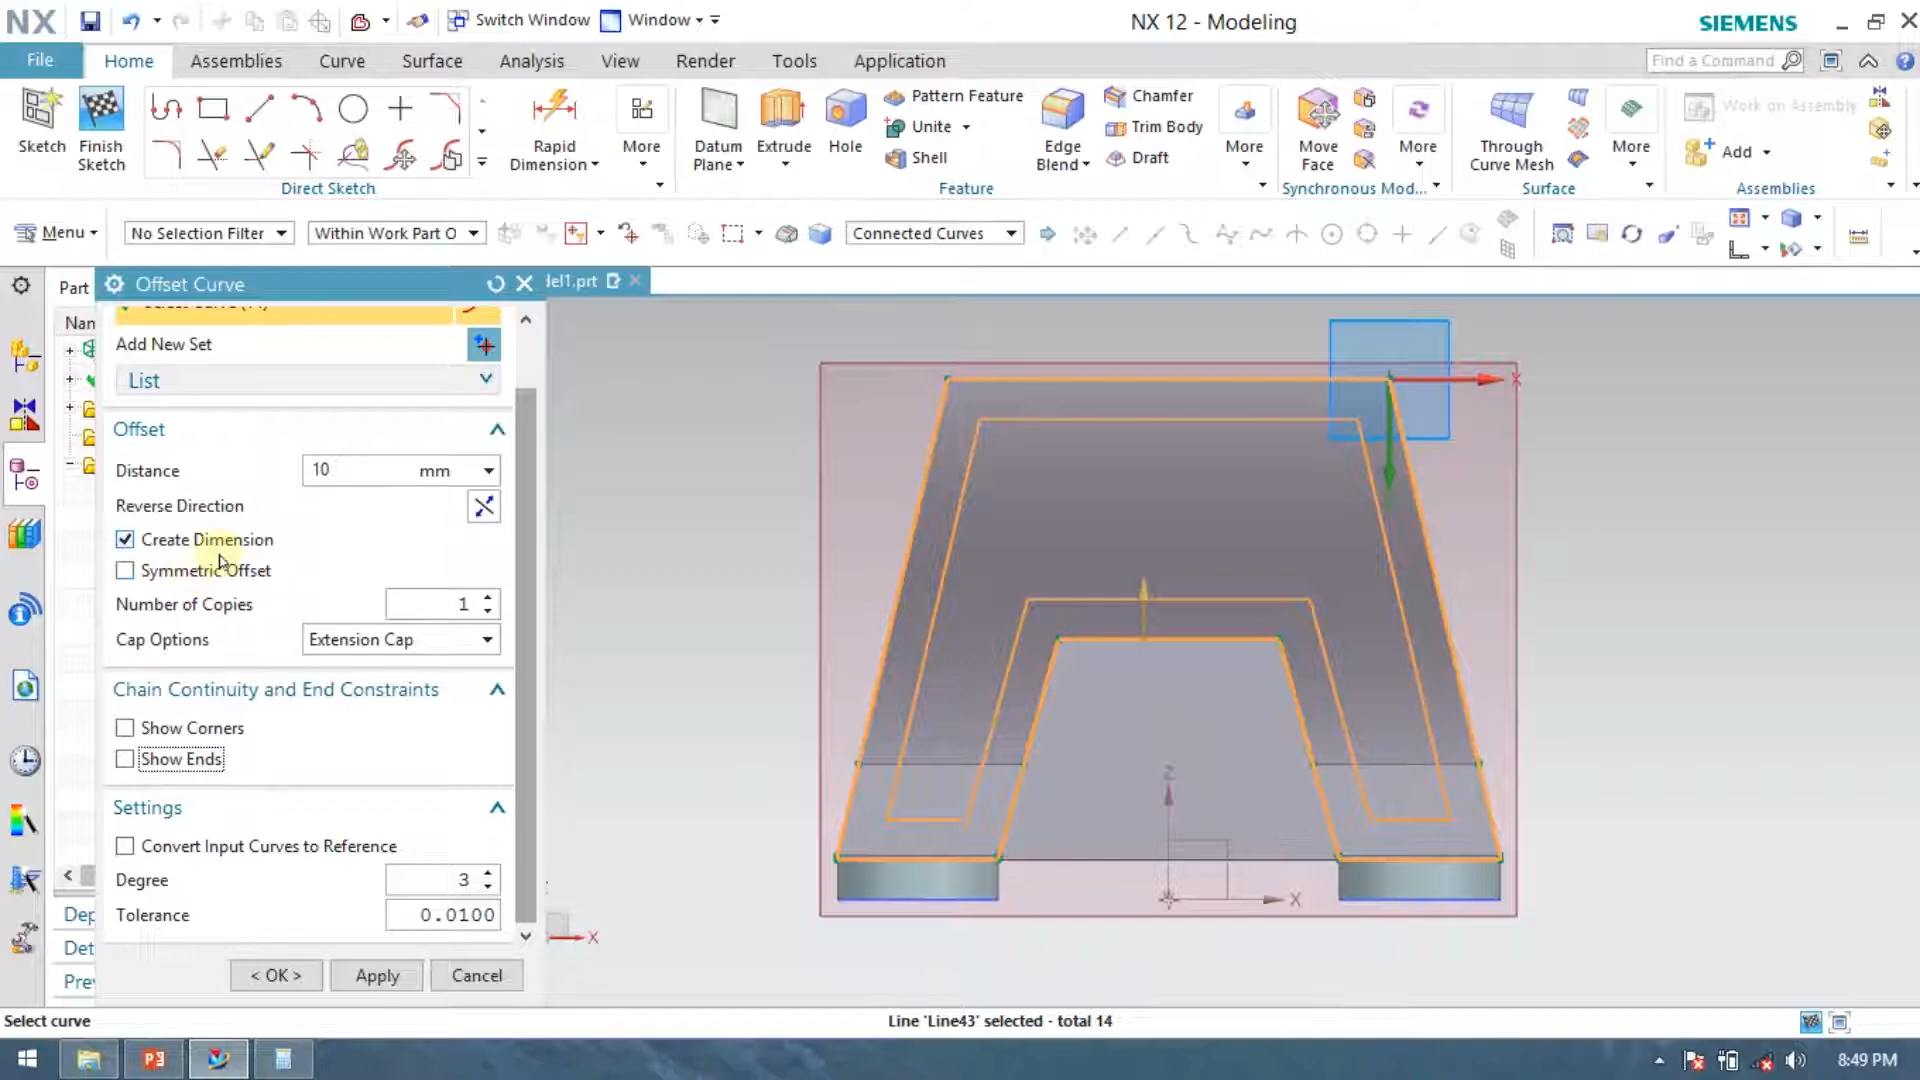 NX
Switch Window
Window
NX 12 - Modeling
SIEMENS
File
Home
Assemblies
Curve
Surface
Analysis
View
Render
Tools
Application
Find a Command
Sketch
Finish Sketch
Rapid Dimension
More
Direct Sketch
Datum Plane
Extrude
Hole
Pattern Feature
Unite
Shell
Edge Blend
Chamfer
Trim Body
Draft
More
Feature
Move Face
More
Synchronous Mod...
Through Curve Mesh
More
Surface
Work on Assembly
Add
Assemblies
Menu
No Selection Filter
Within Work Part O
Connected Curves
Part
Offset Curve
del1.prt
Nan
Add New Set
List
Offset
Distance
10
mm
Reverse Direction
Create Dimension
Symmetric Offset
Number of Copies
1
Cap Options
Extension Cap
Chain Continuity and End Constraints
Show Corners
Show Ends
Settings
Convert Input Curves to Reference
Degree
3
Tolerance
0.0100
Dep
Det
Pre
< OK >
Apply
Cancel
X
Z
X
X
Select curve
Line 'Line43' selected - total 14
8:49 PM